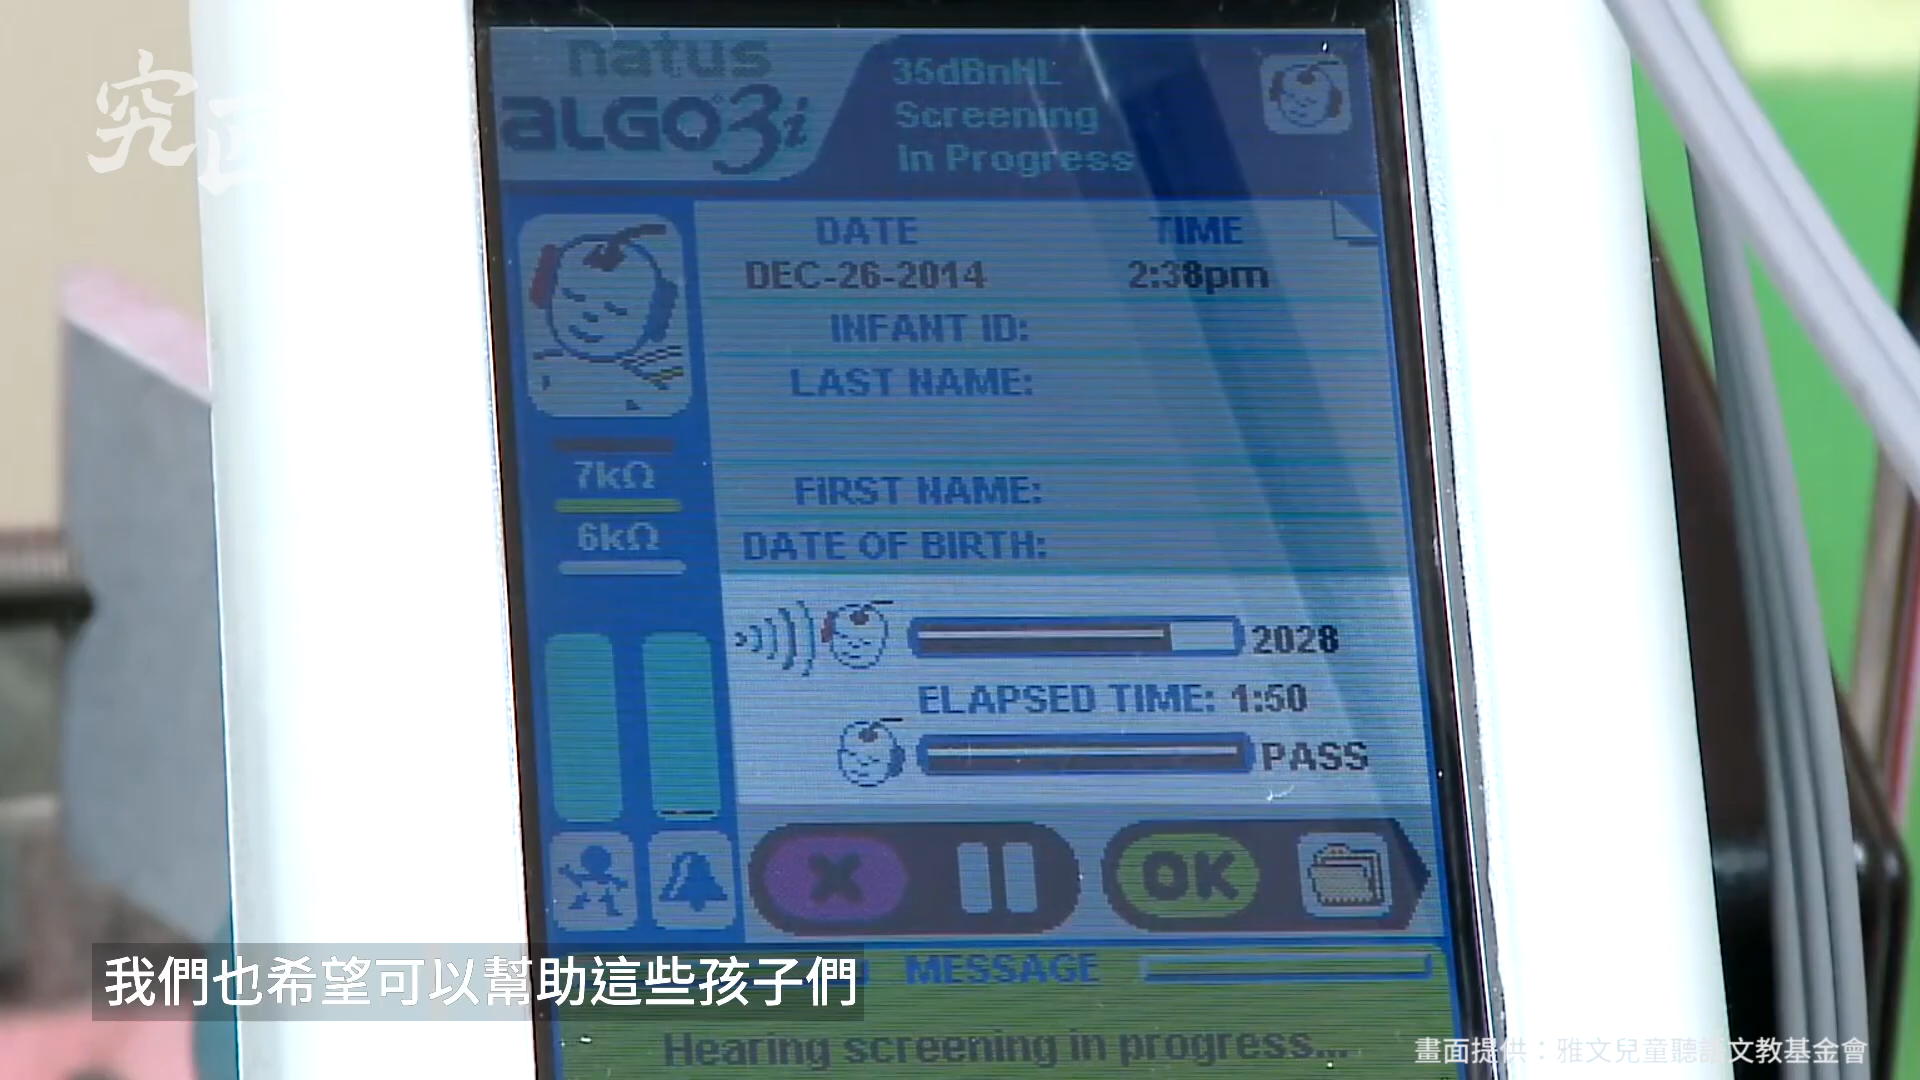 究
natus
ALGO 3i
35dBnHL
Screening
In Progress
DATE
TIME
DEC-26-2014
2:38pm
INFANT ID:
LAST NAME:
7kΩ
FIRST NAME:
6kΩ
DATE OF BIRTH:
2028
ELAPSED TIME: 1:50
PASS
OK
MESSAGE
Hearing screening in progress...
我們也希望可以幫助這些孩子們
畫面提供：雅文兒童聽語文教基金會